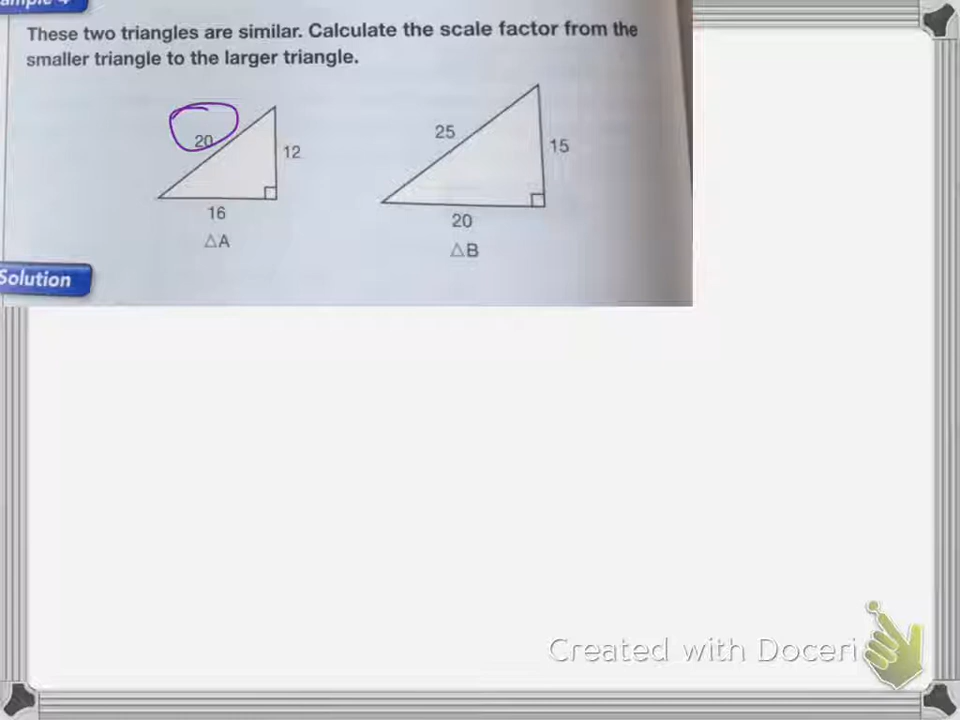 These two triangles are similar. Calculate the scale factor from the
smaller triangle to the larger triangle.
20
12
16
△A
25
15
20
△B
Solution
Created with Doceri